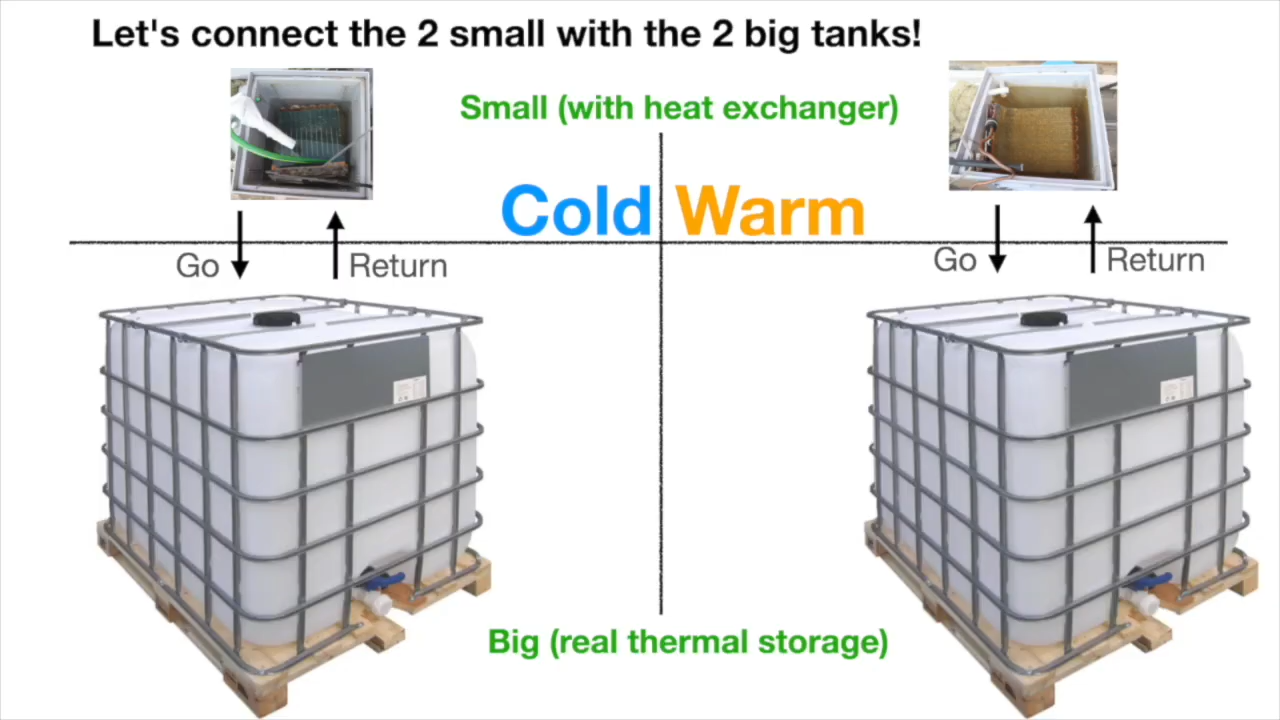 Let's connect the 2 small with the 2 big tanks!
Small (with heat exchanger)
Cold Warm
Go Return
Go Return
Big (real thermal storage)